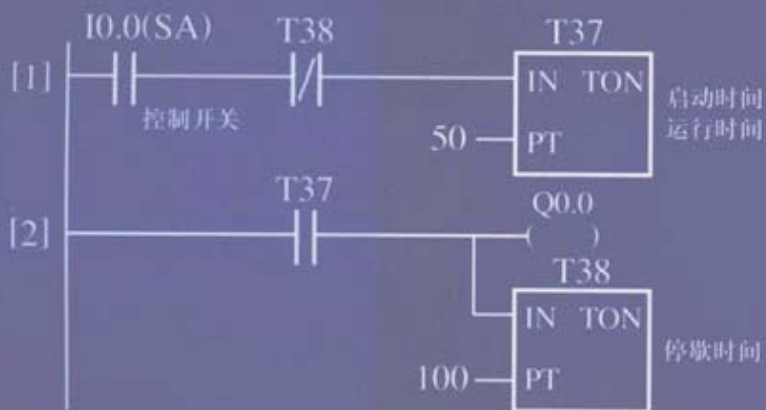 I0.0(SA) T38 T37
[1] IN TON 启动时间
控制开关 运行时间
50 PT
T37 Q0.0
[2] ( )
T38
IN TON
停歇时间
100 PT